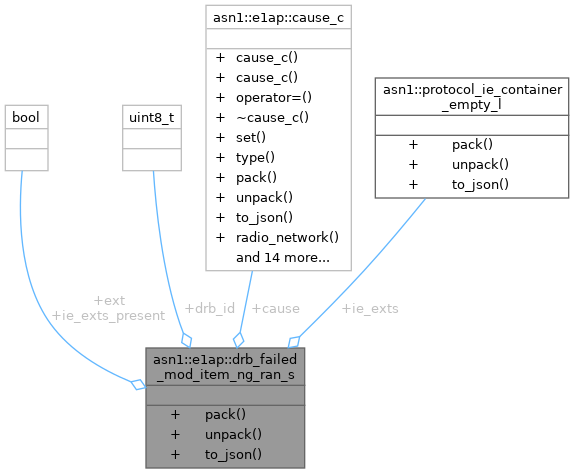 asn1::e1ap::cause_c
+ cause_c()
+ cause_c()
+ operator=()
+ ~cause_c()
+ set()
+ type()
+ pack()
+ unpack()
+ to_json()
+ radio_network()
and 14 more...
asn1::protocol_ie_container
_empty_l
+ pack()
+ unpack()
+ to_json()
bool
uint8_t
+ext
+ie_exts_present
+drb_id
+cause
+ie_exts
asn1::e1ap::drb_failed
_mod_item_ng_ran_s
+ pack()
+ unpack()
+ to_json()